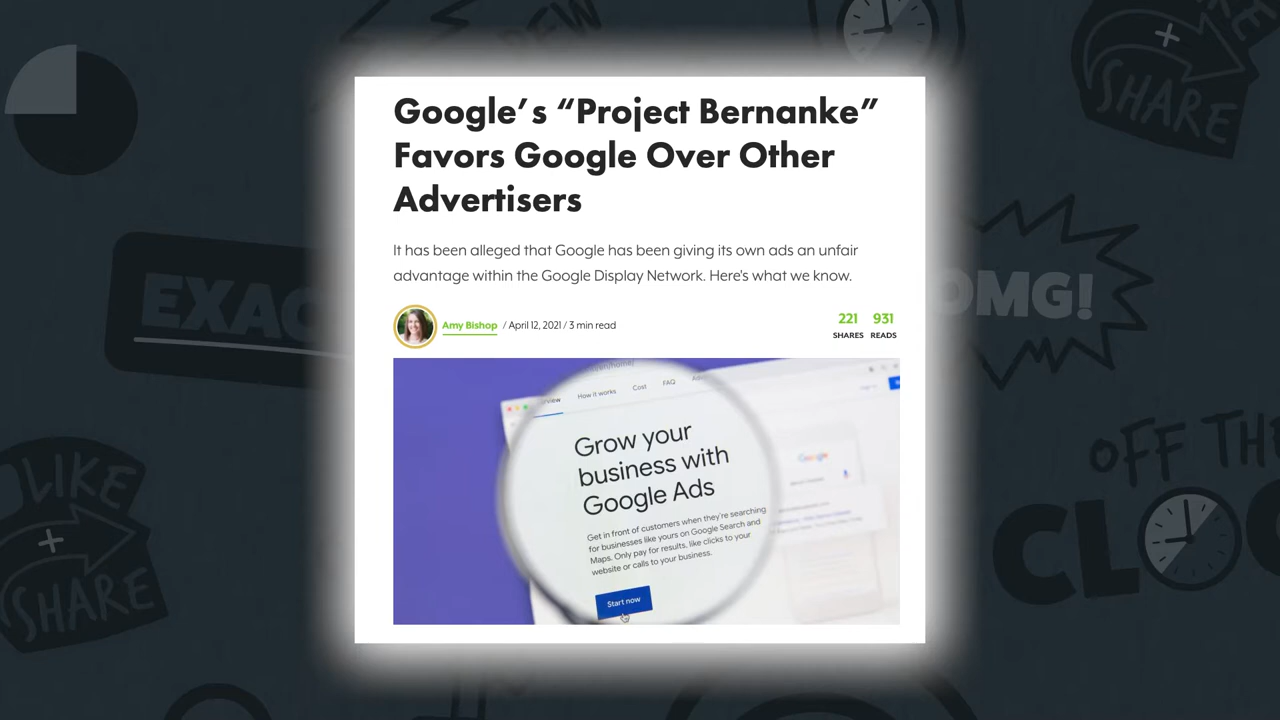 Google's “Project Bernanke”
Favors Google Over Other
Advertisers
It has been alleged that Google has been giving its own ads an unfair
advantage within the Google Display Network. Here's what we know.
Amy Bishop / April 12, 2021 / 3 min read
221 931
SHARES READS
How it works Cost FAQ
Grow your
business with
Google Ads
Get in front of customers when they're searching
for businesses like yours on Google Search and
Maps. Only pay for results, like clicks to your
website or calls to your business.
Start now
Google
SHARE
OMG!
LIKE
+
SHARE
OFF